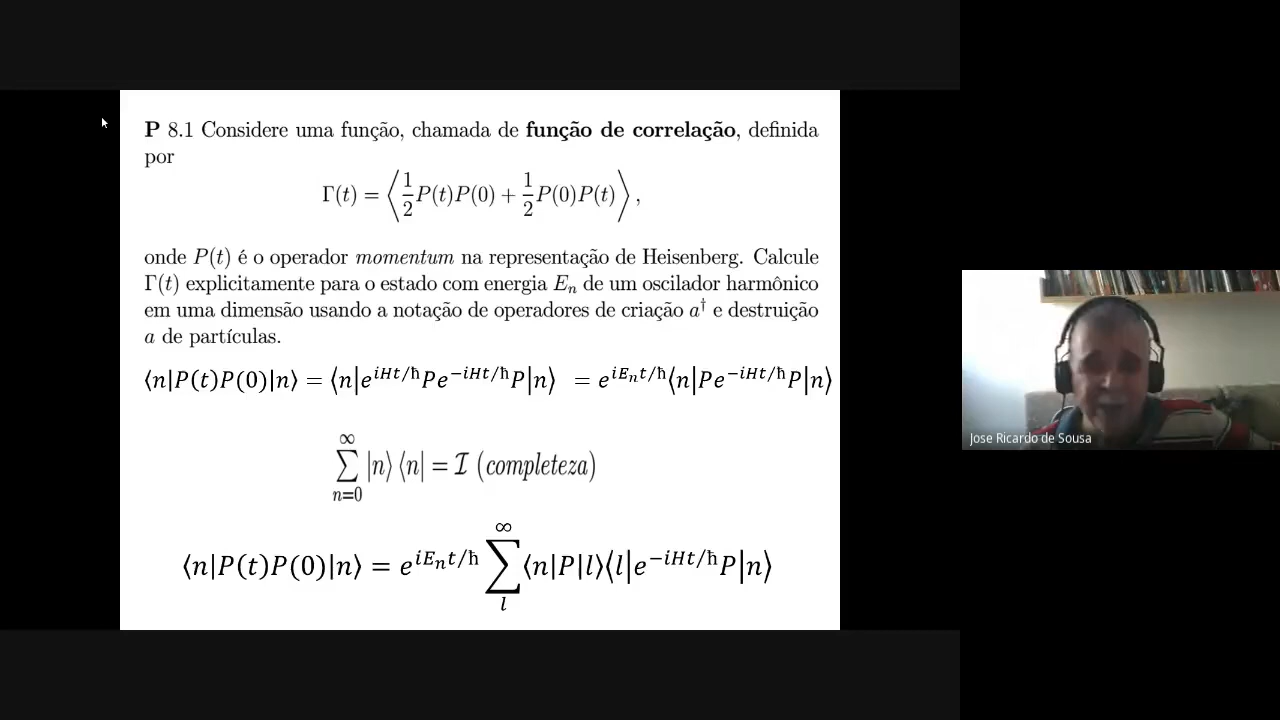 P 8.1 Considere uma função, chamada de função de correlação, definida
por
Γ(t) = ⟨1/2 P(t)P(0) + 1/2 P(0)P(t)⟩,
onde P(t) é o operador momentum na representação de Heisenberg. Calcule
Γ(t) explicitamente para o estado com energia Eₙ de um oscilador harmônico
em uma dimensão usando a notação de operadores de criação a† e destruição
a de partículas.
⟨n|P(t)P(0)|n⟩ = ⟨n|e^{iHt/ħ}Pe^{−iHt/ħ}P|n⟩ = e^{iEₙt/ħ}⟨n|Pe^{−iHt/ħ}P|n⟩
∑_{n=0}^{∞} |n⟩⟨n| = ℐ (completeza)
⟨n|P(t)P(0)|n⟩ = e^{iEₙt/ħ} ∑_{l}^{∞} ⟨n|P|l⟩⟨l|e^{−iHt/ħ}P|n⟩
Jose Ricardo de Sousa